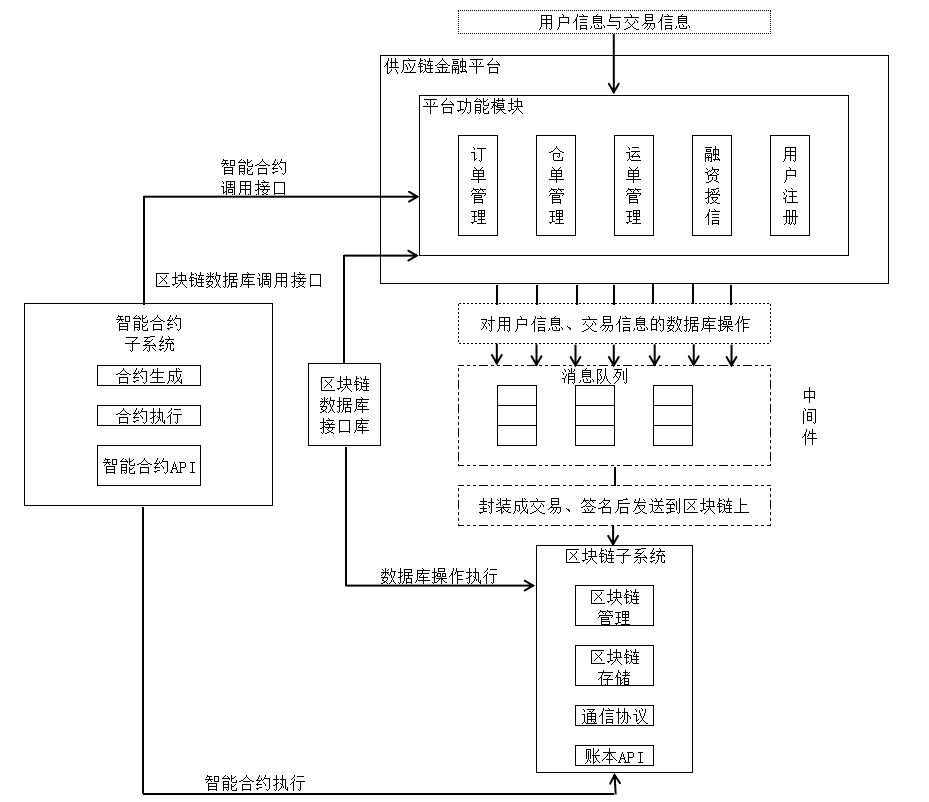 用户信息与交易信息
供应链金融平台
平台功能模块
订单管理
仓单管理
运单管理
融资授信
用户注册
智能合约
调用接口
区块链数据库调用接口
智能合约
子系统
合约生成
合约执行
智能合约API
区块链
数据库
接口库
对用户信息、交易信息的数据库操作
消息队列
中间件
封装成交易、签名后发送到区块链上
数据库操作执行
区块链子系统
区块链
管理
区块链
存储
通信协议
账本API
智能合约执行